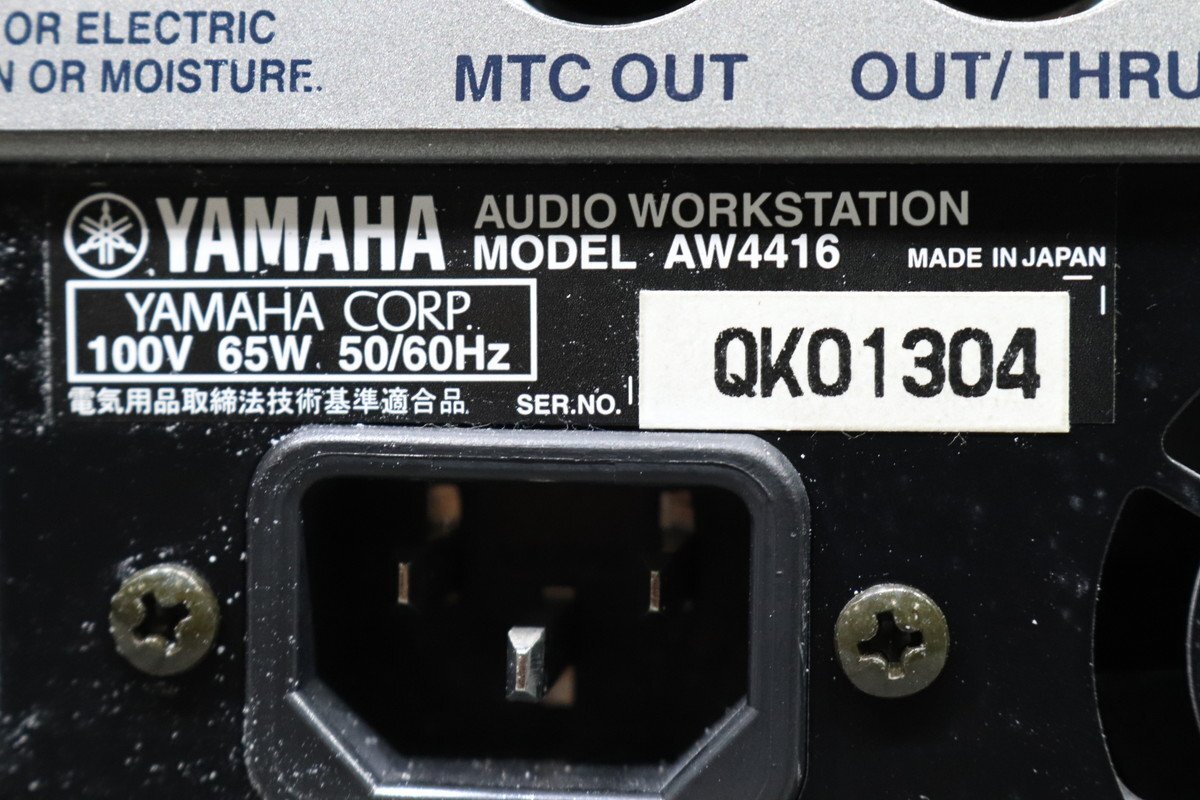 OR ELECTRIC
N OR MOISTURE.
MTC OUT
OUT/THRU
YAMAHA
AUDIO WORKSTATION
MODEL AW4416
MADE IN JAPAN
YAMAHA CORP.
100V 65W 50/60Hz
電気用品取締法技術基準適合品
SER.NO.
QK01304